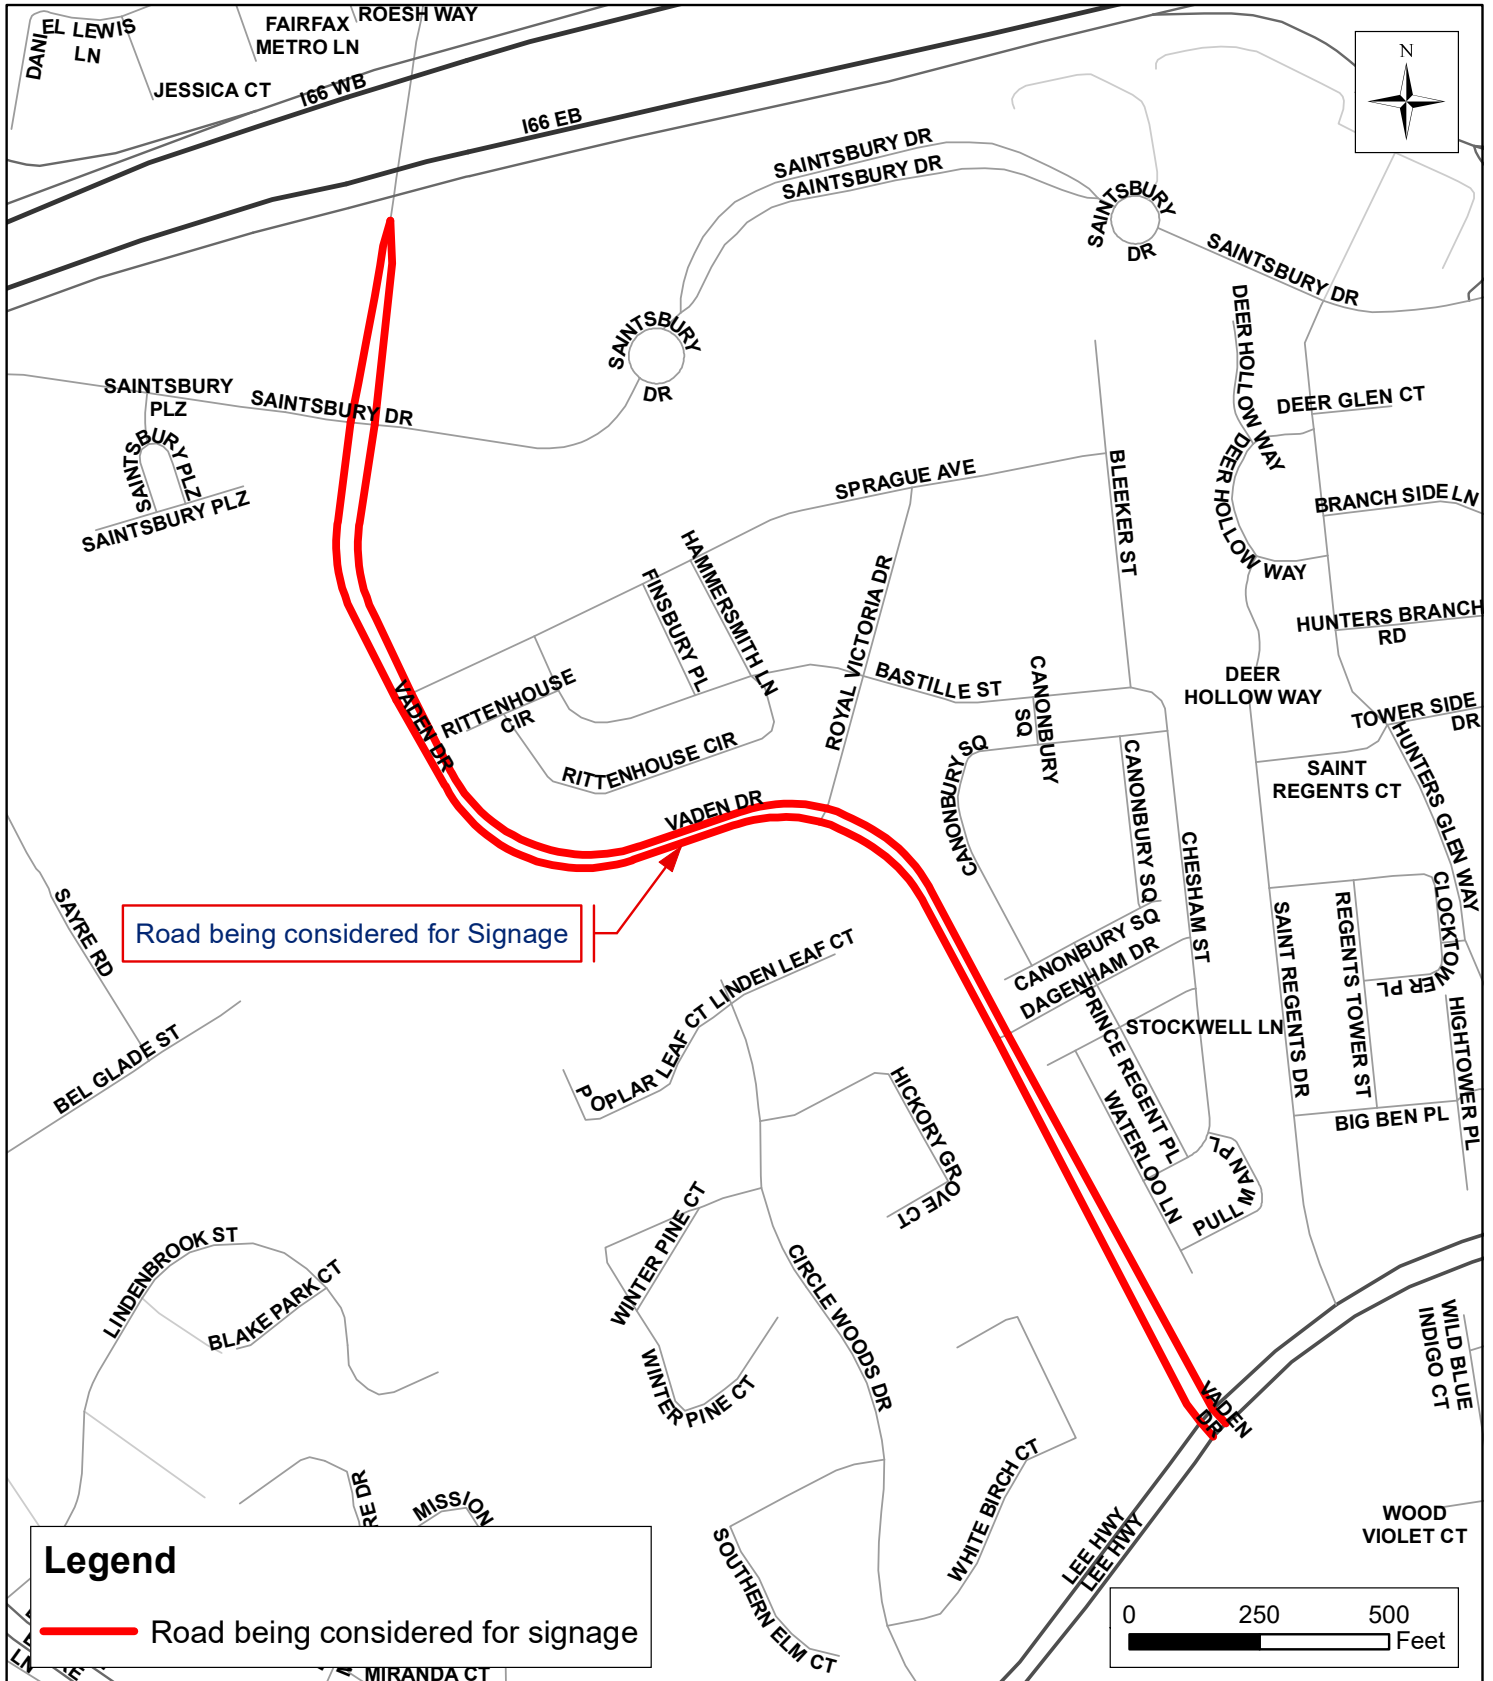 ROESH WAY
EL LEWIS
DANI
LN
FAIRFAX
METRO LN
JESSICA CT
I66 WB
I66 EB
N
SAINTSBURY DR
SAINTSBURY DR
SAINTSBURY
DR
SAINTSBURY DR
SAINTSBURY
DR
SAINTSBURY
PLZ
SAINTSBURY DR
SAINTSBURY PLZ
SAINTSBURY PLZ
DEER HOLLOW WAY
DEER GLEN CT
DEER HOLLOW WAY
BRANCH SIDE LN
SPRAGUE AVE
BLEEKER ST
HAMMERSMITH LN
FINSBURY PL
ROYAL VICTORIA DR
HUNTERS BRANCH
RD
DEER
HOLLOW WAY
BASTILLE ST
CANONBURY
SQ
RITTENHOUSE
CIR
VADEN DR
RITTENHOUSE CIR
TOWER SIDE
DR
HUNTERS GLEN WAY
CANONBURY SQ
CANONBURY SQ
SAINT
REGENTS CT
VADEN DR
CHESHAM ST
CLOCKTOWER PL
SAYRE RD
Road being considered for Signage
SAINT REGENTS DR
REGENTS TOWER ST
CANONBURY SQ
DAGENHAM DR
LINDEN LEAF CT
POPLAR LEAF CT
PRINCE REGENT PL
STOCKWELL LN
HIGHTOWER PL
BEL GLADE ST
HICKORY GROVE CT
WATERLOO LN
BIG BEN PL
PULLMAN PL
WINTER PINE CT
LINDENBROOK ST
BLAKE PARK CT
CIRCLE WOODS DR
WINTER
PINE CT
WILD BLUE
INDIGO CT
VADEN
DR
WHITE BIRCH CT
RE DR
MISSION
SOUTHERN ELM CT
LEE HWY
LEE HWY
WOOD
VIOLET CT
Legend
Road being considered for signage
LN
MIRANDA CT
0 250 500
Feet